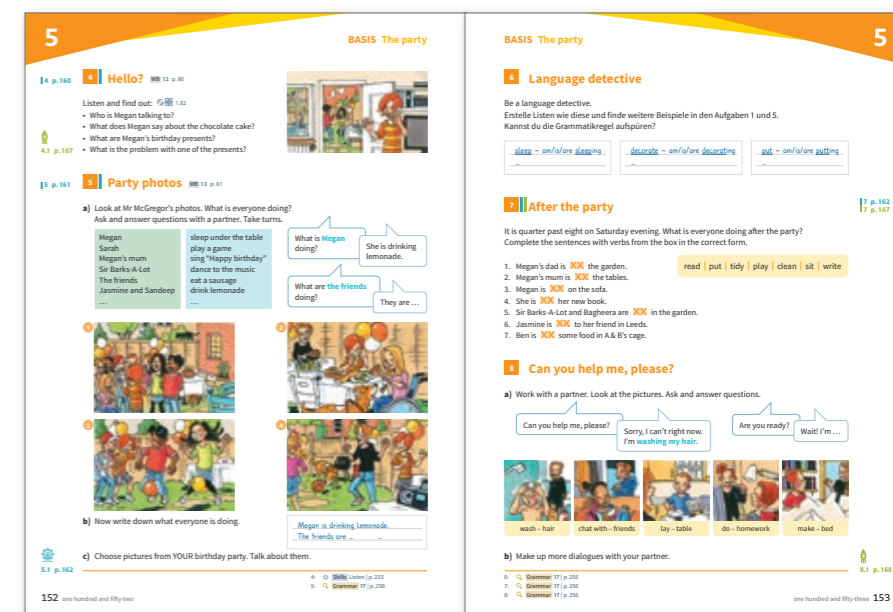 5
BASIS The party
4 p.160
4 Hello? WB 12 p. 80
Listen and find out: 1.82
• Who is Megan talking to?
• What does Megan say about the chocolate cake?
• What are Megan's birthday presents?
• What is the problem with one of the presents?
4.1 p.167
5 p.161
5 Party photos WB 13 p. 81
a) Look at Mr McGregor's photos. What is everyone doing?
Ask and answer questions with a partner. Take turns.
Megan
Sarah
Megan's mum
Sir Barks-A-Lot
The friends
Jasmine and Sandeep
...
sleep under the table
play a game
sing "Happy birthday"
dance to the music
eat a sausage
drink lemonade
...
What is Megan
doing?
She is drinking
lemonade.
What are the friends
doing?
They are ...
1
2
3
4
b) Now write down what everyone is doing.
Megan is drinking lemonade.
The friends are _ _
c) Choose pictures from YOUR birthday party. Talk about them.
5.1 p.162
4: Skills Listen | p.233
5: Grammar 17 | p.256
152 one hundred and fifty-two
BASIS The party
5
6 Language detective
Be a language detective.
Erstelle Listen wie diese und finde weitere Beispiele in den Aufgaben 1 und 5.
Kannst du die Grammatikregel aufspüren?
sleep – am/is/are sleeping
–
decorate – am/is/are decorating
–
put – am/is/are putting
–
7 After the party
7 p.162
7 p.167
It is quarter past eight on Saturday evening. What is everyone doing after the party?
Complete the sentences with verbs from the box in the correct form.
read | put | tidy | play | clean | sit | write
1. Megan's dad is XX the garden.
2. Megan's mum is XX the tables.
3. Megan is XX on the sofa.
4. She is XX her new book.
5. Sir Barks-A-Lot and Bagheera are XX in the garden.
6. Jasmine is XX to her friend in Leeds.
7. Ben is XX some food in A & B's cage.
8 Can you help me, please?
a) Work with a partner. Look at the pictures. Ask and answer questions.
Can you help me, please?
Sorry, I can't right now.
I'm washing my hair.
Are you ready?
Wait! I'm ...
wash – hair
chat with – friends
lay – table
do – homework
make – bed
b) Make up more dialogues with your partner.
8.1 p.168
6: Grammar 17 | p.256
7: Grammar 17 | p.256
8: Grammar 17 | p.256
one hundred and fifty-three 153